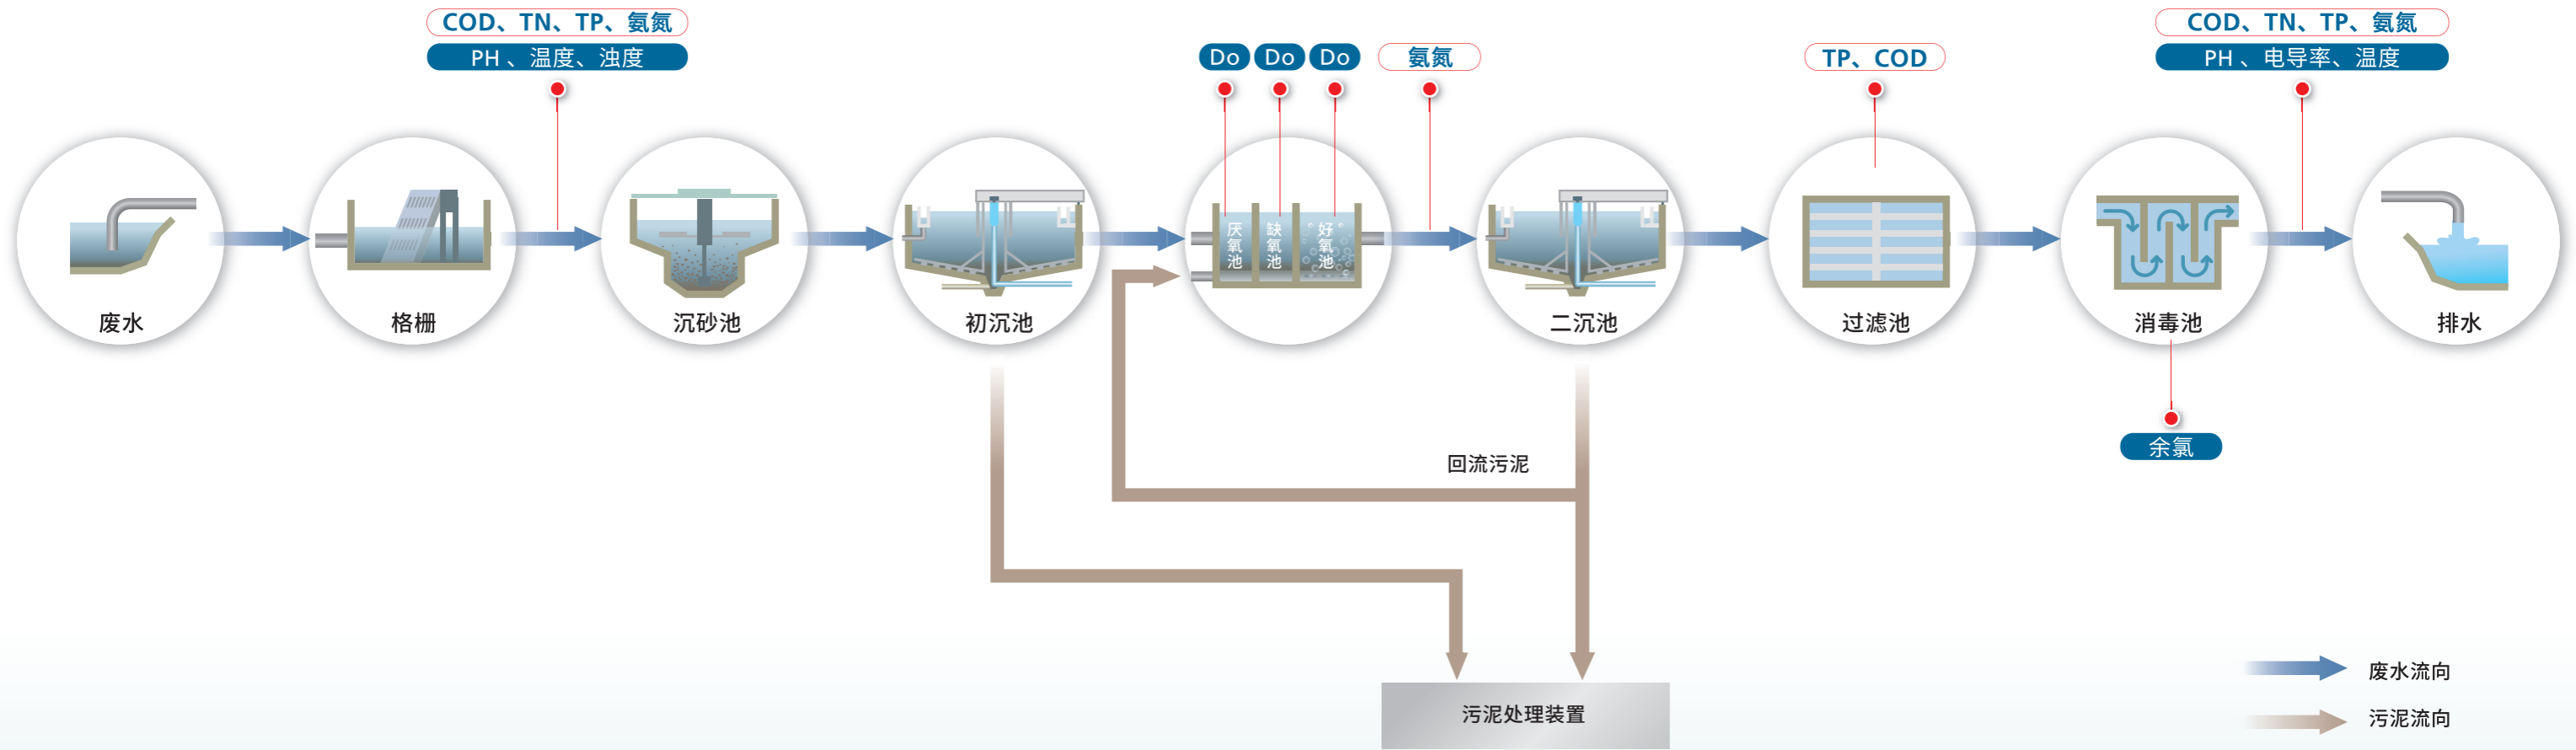 COD、TN、TP、氨氮
PH 、温度、浊度
Do
Do
Do
氨氮
TP、COD
COD、TN、TP、氨氮
PH 、电导率、温度
废水
格栅
沉砂池
初沉池
厌氧池
缺氧池
好氧池
二沉池
过滤池
消毒池
排水
余氯
回流污泥
污泥处理装置
废水流向
污泥流向